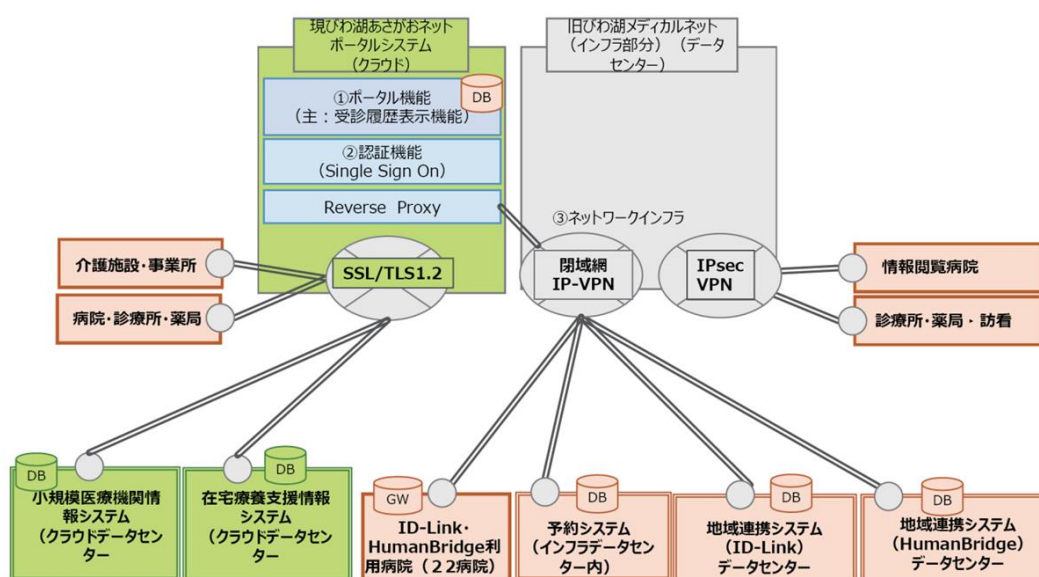 現びわ湖あさがおネット
ポータルシステム
（クラウド）
旧びわ湖メディカルネット
（インフラ部分）（データ
センター）
①ポータル機能
（主：受診履歴表示機能）
DB
②認証機能
（Single Sign On）
Reverse Proxy
③ネットワークインフラ
SSL/TLS1.2
閉域網
IP-VPN
IPsec
VPN
介護施設・事業所
病院・診療所・薬局
情報閲覧病院
診療所・薬局・訪看
DB
小規模医療機関情
報システム
（クラウドデータセン
ター）
DB
在宅療養支援情報
システム
（クラウドデータセン
ター）
GW
ID-Link・
HumanBridge利
用病院（２２病院）
DB
予約システム
（インフラデータセン
ター内）
DB
地域連携システム
（ID-Link）
データセンター
DB
地域連携システム
（HumanBridge）
データセンター